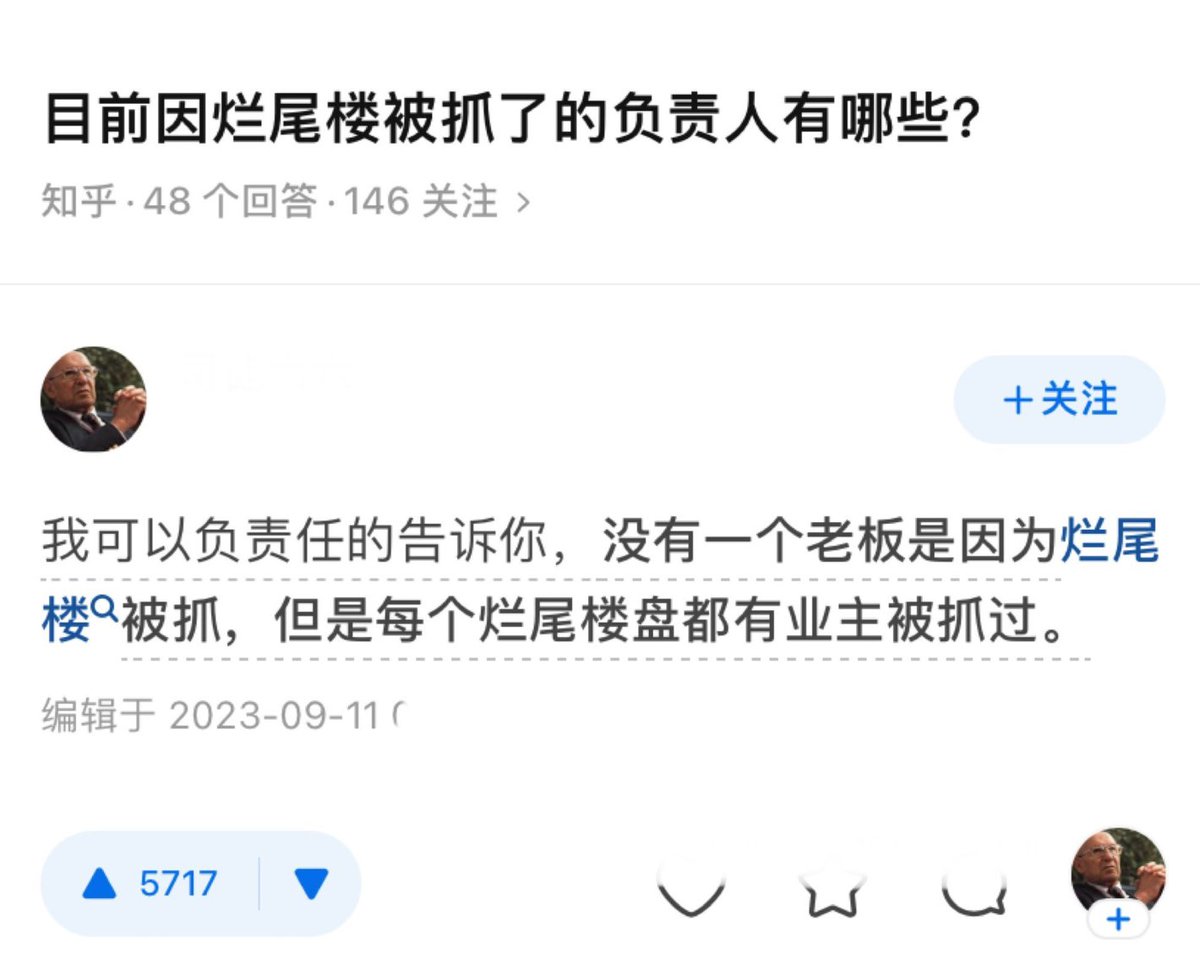 目前因烂尾楼被抓了的负责人有哪些?
知乎 · 48 个回答 · 146 关注 >
+关注
我可以负责任的告诉你，没有一个老板是因为烂尾
楼被抓，但是每个烂尾楼盘都有业主被抓过。
编辑于 2023-09-11
5717